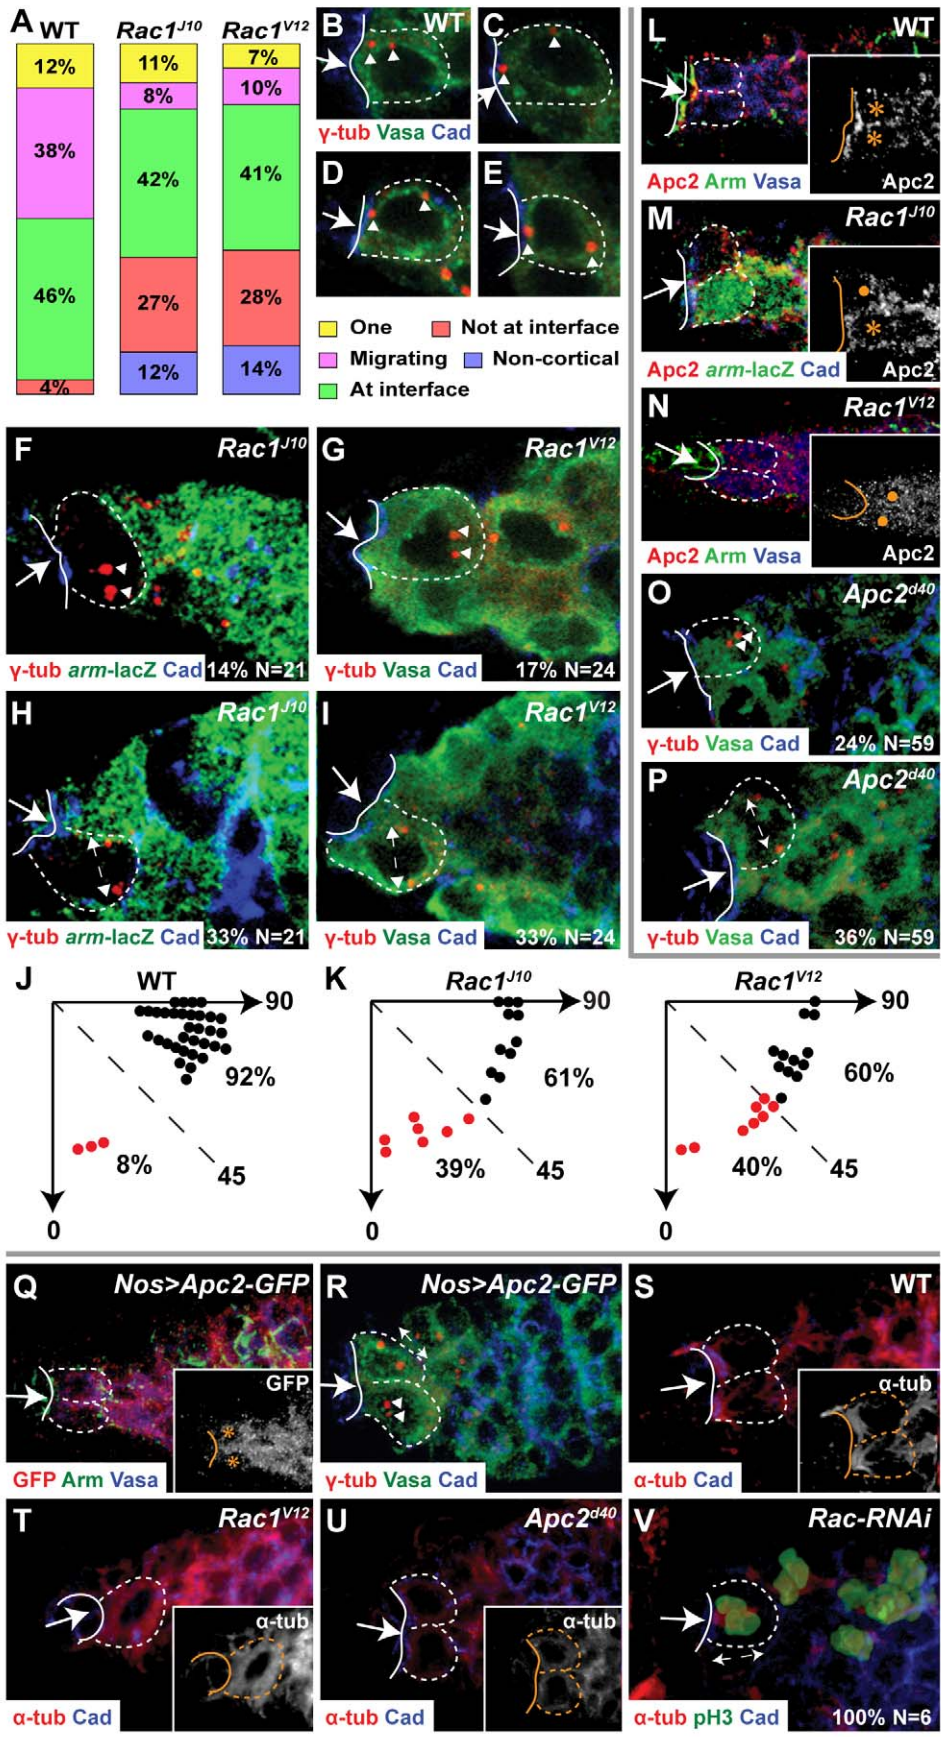 A
WT
Rac1J10
Rac1V12
12%
38%
46%
4%
11%
8%
42%
27%
12%
7%
10%
41%
28%
14%
B
WT
γ-tub Vasa Cad
C
D
E
One
Not at interface
Migrating
Non-cortical
At interface
F
Rac1J10
γ-tub arm-lacZ Cad
14% N=21
G
Rac1V12
γ-tub Vasa Cad
17% N=24
H
Rac1J10
γ-tub arm-lacZ Cad
33% N=21
I
Rac1V12
γ-tub Vasa Cad
33% N=24
L
WT
Apc2 Arm Vasa
Apc2
M
Rac1J10
Apc2 arm-lacZ Cad
Apc2
N
Rac1V12
Apc2 Arm Vasa
Apc2
O
Apc2d40
γ-tub Vasa Cad
24% N=59
P
Apc2d40
γ-tub Vasa Cad
36% N=59
J
WT
90
92%
8%
45
0
K
Rac1J10
90
61%
39%
45
0
Rac1V12
90
60%
40%
45
0
Q
Nos>Apc2-GFP
GFP
GFP Arm Vasa
R
Nos>Apc2-GFP
γ-tub Vasa Cad
S
WT
α-tub
α-tub Cad
T
Rac1V12
α-tub
α-tub Cad
U
Apc2d40
α-tub
α-tub Cad
V
Rac-RNAi
α-tub pH3 Cad
100% N=6